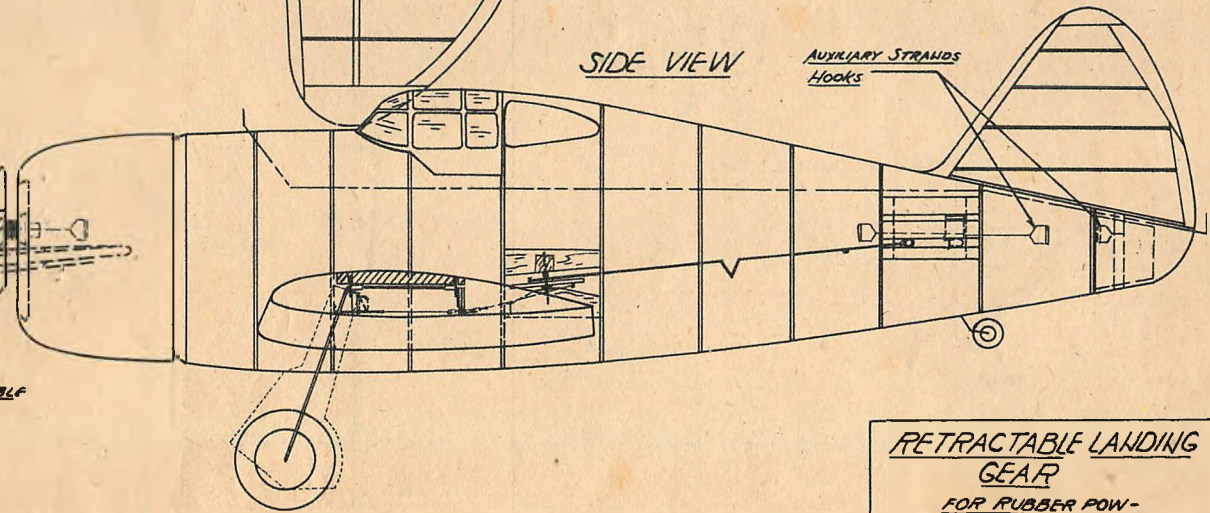 SIDE VIEW
AUXILIARY STRANDS
HOOKS
RETRACTABLE LANDING
GEAR
FOR RUBBER POW-